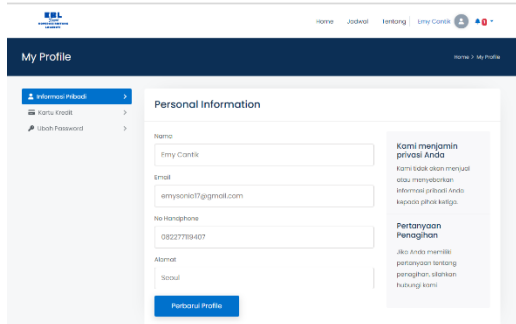 Home Jadwal Tentang Emy Cantik
My Profile
Home > My Profile
Informasi Pribadi
Kartu Kredit
Ubah Password
Personal Information
Nama
Emy Cantik
Email
emysonia17@gmail.com
No Handphone
082277119407
Alamat
Seoul
Perbarui Profile
Kami menjamin
privasi Anda
Kami tidak akan menjual
atau menyebarkan
informasi pribadi Anda
kepada pihak ketiga.
Pertanyaan
Penagihan
Jika Anda memiliki
pertanyaan tentang
penagihan, silahkan
hubungi kami